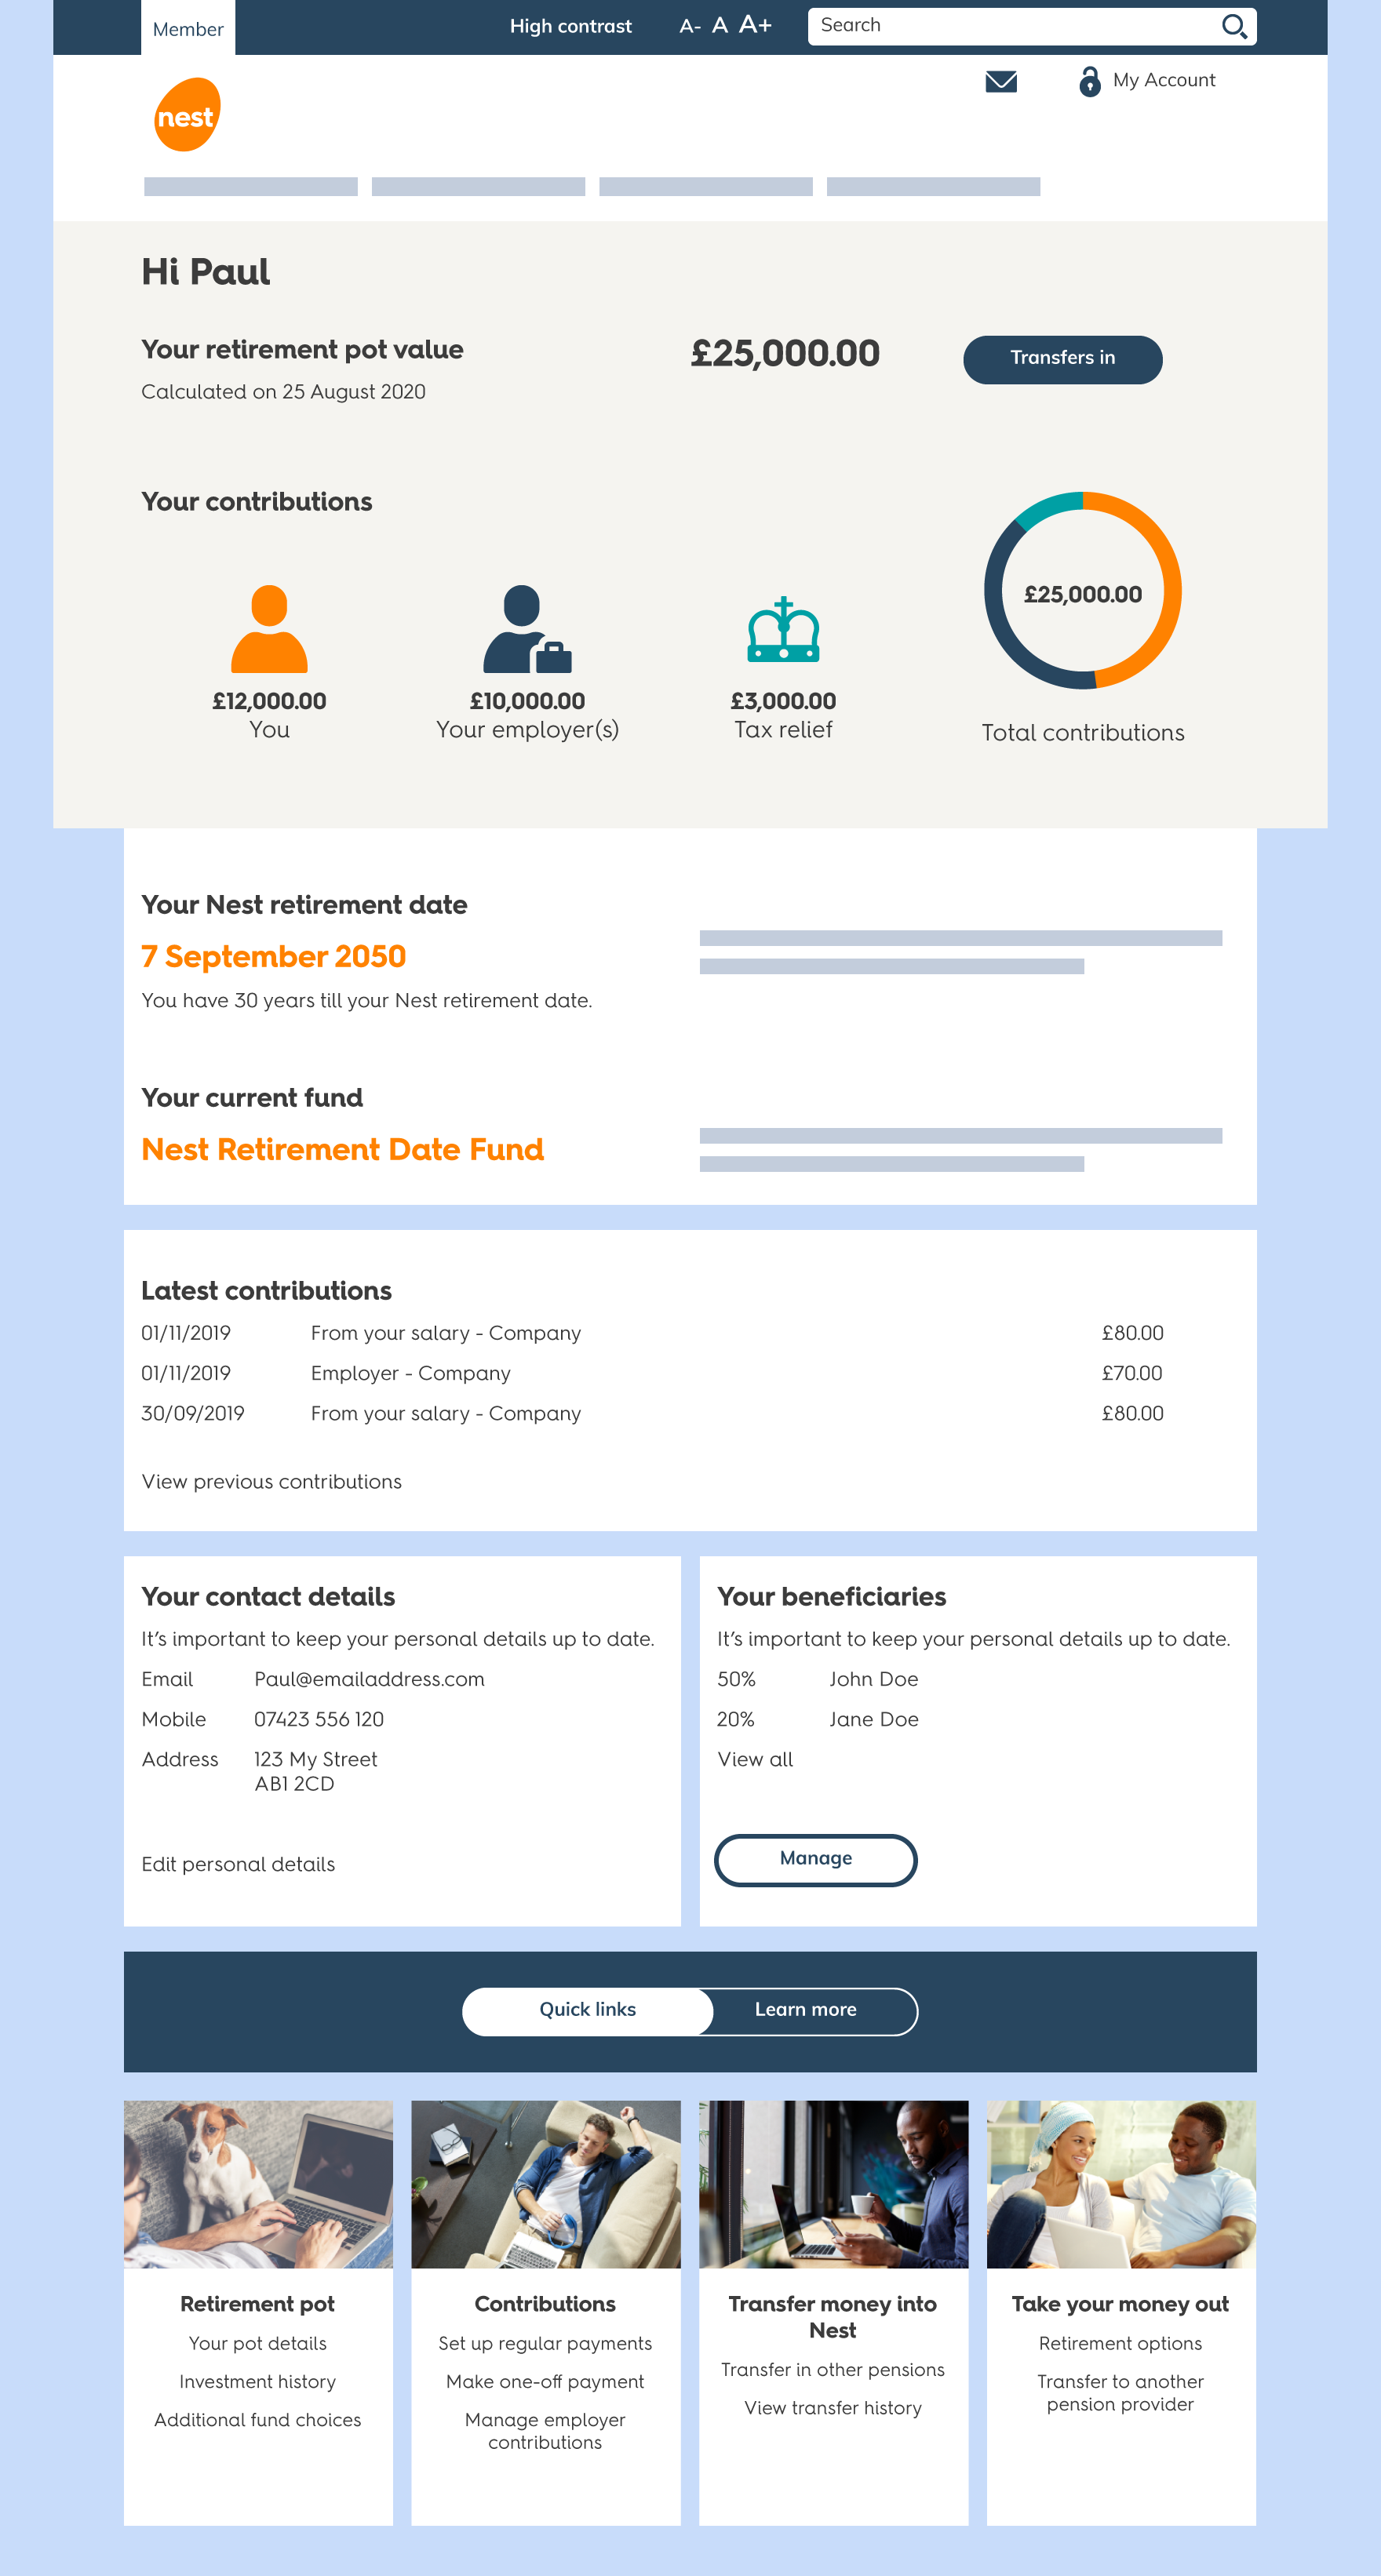 Member
High contrast
A- A A+
Search
nest
My Account
Hi Paul
Your retirement pot value
£25,000.00
Transfers in
Calculated on 25 August 2020
Your contributions
£25,000.00
£12,000.00
You
£10,000.00
Your employer(s)
£3,000.00
Tax relief
Total contributions
Your Nest retirement date
7 September 2050
You have 30 years till your Nest retirement date.
Your current fund
Nest Retirement Date Fund
Latest contributions
01/11/2019 From your salary - Company £80.00
01/11/2019 Employer - Company £70.00
30/09/2019 From your salary - Company £80.00
View previous contributions
Your contact details
It’s important to keep your personal details up to date.
Email Paul@emailaddress.com
Mobile 07423 556 120
Address 123 My Street
AB1 2CD
Edit personal details
Your beneficiaries
It’s important to keep your personal details up to date.
50% John Doe
20% Jane Doe
View all
Manage
Quick links
Learn more
Retirement pot
Your pot details
Investment history
Additional fund choices
Contributions
Set up regular payments
Make one-off payment
Manage employer
contributions
Transfer money into
Nest
Transfer in other pensions
View transfer history
Take your money out
Retirement options
Transfer to another
pension provider